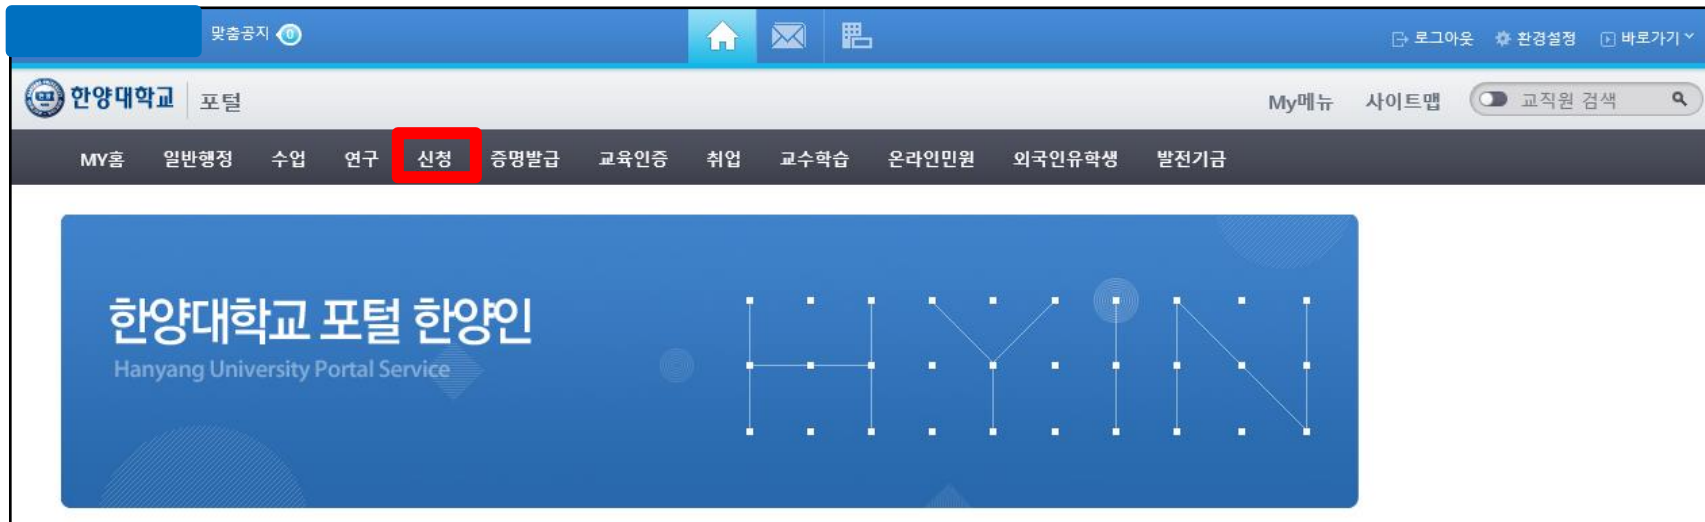 맞춤공지 0
로그아웃 환경설정 바로가기
한양대학교 포털
My메뉴 사이트맵 교직원 검색
MY홈 일반행정 수업 연구 신청 증명발급 교육인증 취업 교수학습 온라인민원 외국인유학생 발전기금
한양대학교 포털 한양인
Hanyang University Portal Service
HYIN